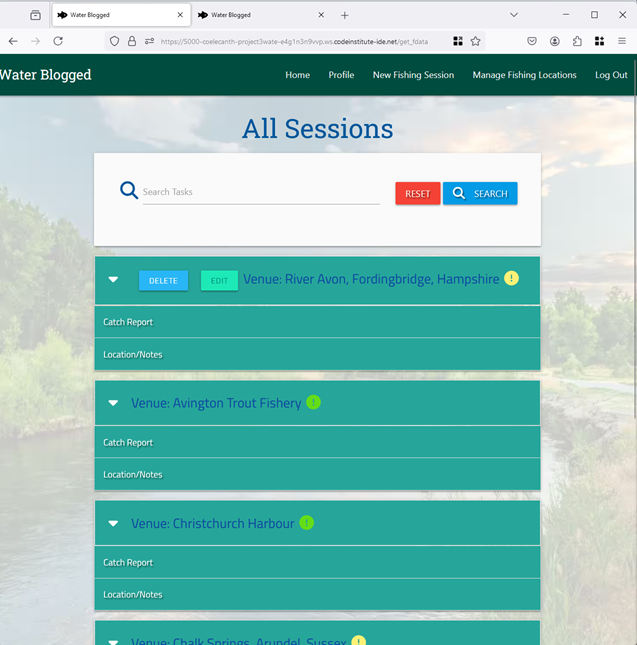 Water Blogged
Water Blogged
https://5000-coelecanth-project3wate-e4g1n3n9vvp.ws.codeinstitute-ide.net/get_fdata
Water Blogged
Home Profile New Fishing Session Manage Fishing Locations Log Out
All Sessions
Search Tasks
RESET
SEARCH
DELETE EDIT Venue: River Avon, Fordingbridge, Hampshire !
Catch Report
Location/Notes
Venue: Avington Trout Fishery !
Catch Report
Location/Notes
Venue: Christchurch Harbour !
Catch Report
Location/Notes
Venue: Chalk Springs, Arundel, Sussex !